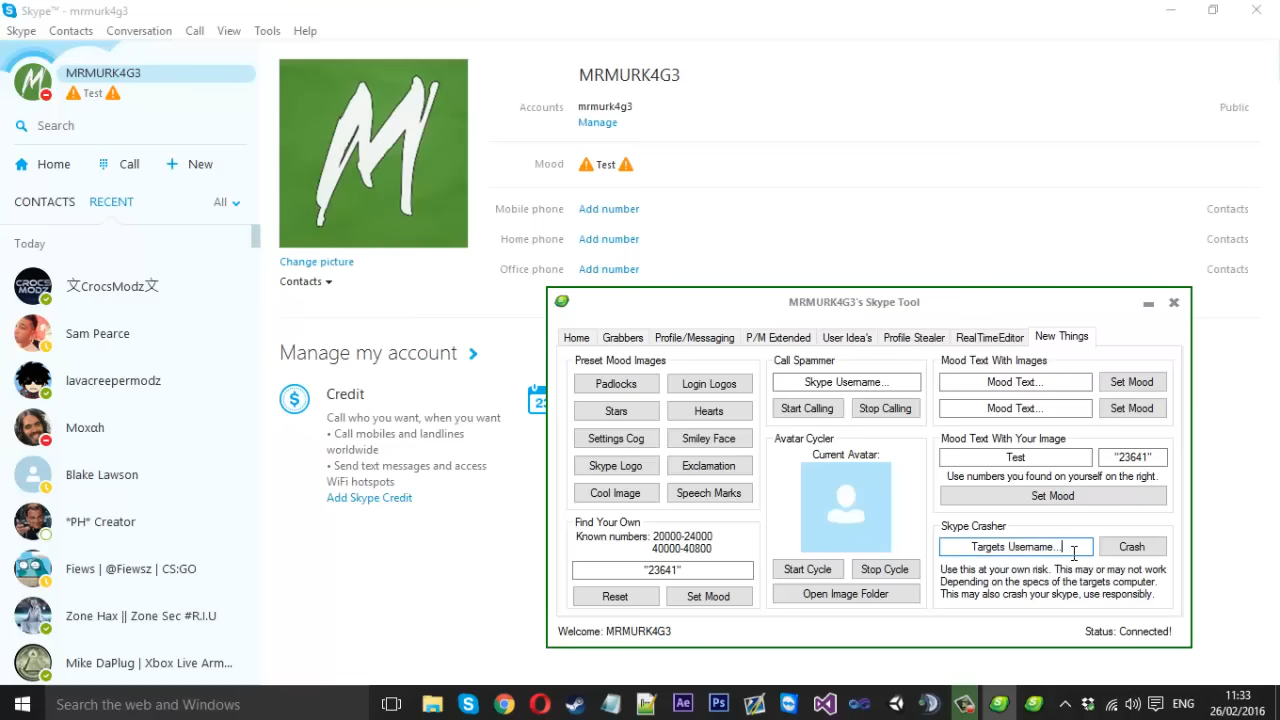 Skype™ - mrmurk4g3
Skype Contacts Conversation Call View Tools Help
MRMURK4G3
Test
Search
Home Call New
CONTACTS RECENT All
Today
文CrocsModz文
Sam Pearce
lavacreepermodz
Moxαh
Blake Lawson
*PH* Creator
Fiews | @Fiewsz | CS:GO
Zone Hax || Zone Sec #R.I.U
Mike DaPlug | Xbox Live Arm...
CROCS
MODZ
M
Change picture
Contacts
MRMURK4G3
Accounts mrmurk4g3 Public
Manage
Mood Test
Mobile phone Add number Contacts
Home phone Add number Contacts
Office phone Add number Contacts
Manage my account
Credit
Call who you want, when you want
• Call mobiles and landlines
worldwide
• Send text messages and access
WiFi hotspots
Add Skype Credit
23
MRMURK4G3's Skype Tool
Home Grabbers Profile/Messaging P/M Extended User Idea's Profile Stealer RealTimeEditor New Things
Preset Mood Images
Padlocks Login Logos
Stars Hearts
Settings Cog Smiley Face
Skype Logo Exclamation
Cool Image Speech Marks
Find Your Own
Known numbers: 20000-24000
40000-40800
"23641"
Reset Set Mood
Call Spammer
Skype Username...
Start Calling Stop Calling
Avatar Cycler
Current Avatar:
Start Cycle Stop Cycle
Open Image Folder
Mood Text With Images
Mood Text... Set Mood
Mood Text... Set Mood
Mood Text With Your Image
Test "23641"
Use numbers you found on yourself on the right.
Set Mood
Skype Crasher
Targets Username... Crash
Use this at your own risk. This may or may not work
Depending on the specs of the targets computer.
This may also crash your skype, use responsibly.
Welcome: MRMURK4G3 Status: Connected!
Search the web and Windows
Ae Ps
ENG
11:33
26/02/2016